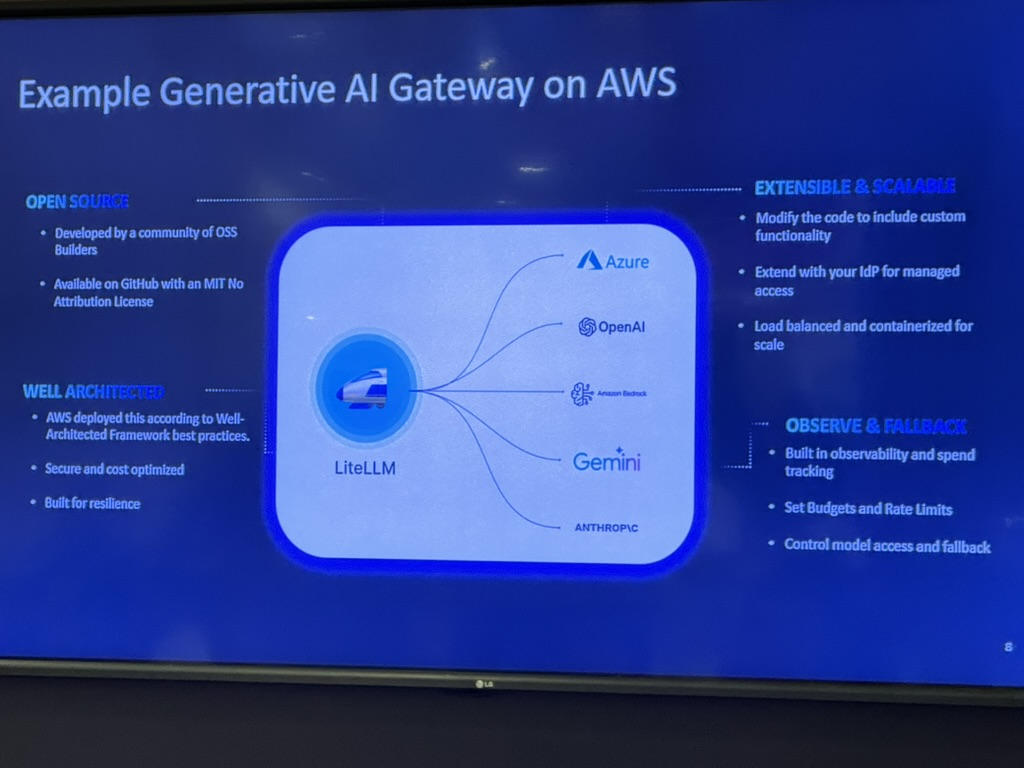 Example Generative AI Gateway on AWS
OPEN SOURCE
• Developed by a community of OSS
Builders
• Available on GitHub with an MIT No
Attribution License
WELL ARCHITECTED
• AWS deployed this according to Well-
Architected Framework best practices.
• Secure and cost optimized
• Built for resilience
LiteLLM
Azure
OpenAI
Amazon Bedrock
Gemini
ANTHROP\C
EXTENSIBLE & SCALABLE
• Modify the code to include custom
functionality
• Extend with your IdP for managed
access
• Load balanced and containerized for
scale
OBSERVE & FALLBACK
• Built in observability and spend
tracking
• Set Budgets and Rate Limits
• Control model access and fallback
8
LG